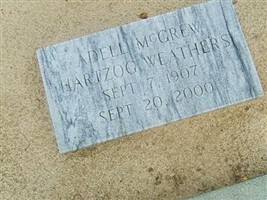 ADELL McGREW
HARTZOG WEATHERS
SEPT. 7. 1907
SEPT. 20. 2000